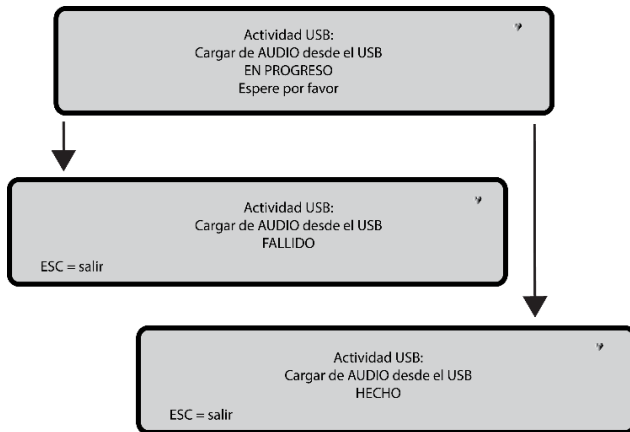 Actividad USB:
Cargar de AUDIO desde el USB
EN PROGRESO
Espere por favor
Actividad USB:
Cargar de AUDIO desde el USB
FALLIDO
ESC = salir
Actividad USB:
Cargar de AUDIO desde el USB
HECHO
ESC = salir